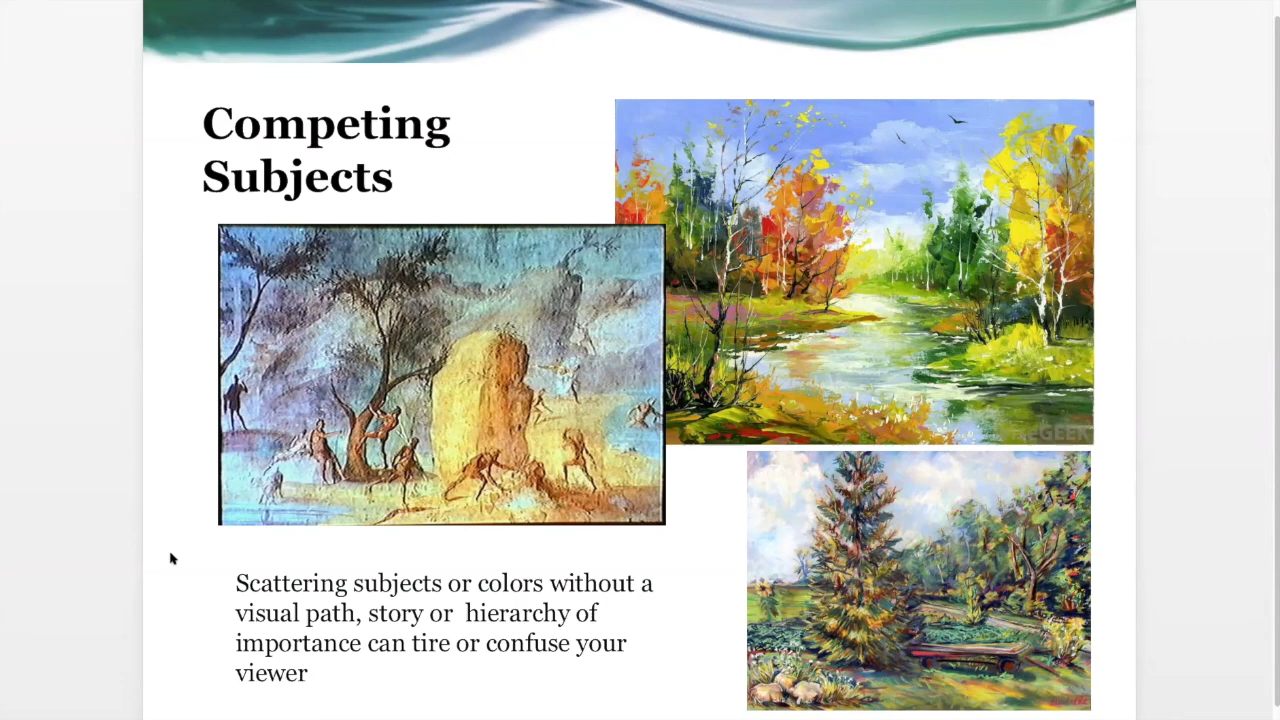 Competing
Subjects
Scattering subjects or colors without a
visual path, story or  hierarchy of
importance can tire or confuse your
viewer